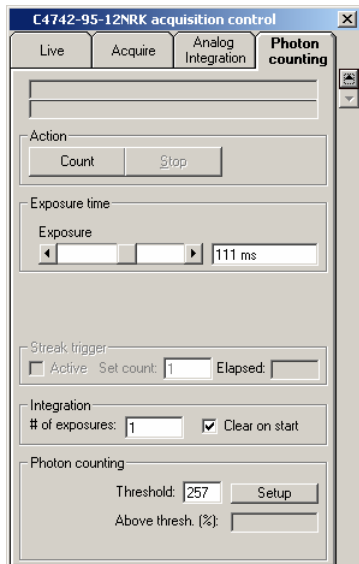 C4742-95-12NRK acquisition control
Live Acquire Analog Integration Photon counting
Action
Count Stop
Exposure time
Exposure
111 ms
Streak trigger
Active Set count: 1 Elapsed:
Integration
# of exposures: 1 Clear on start
Photon counting
Threshold: 257 Setup
Above thresh. (%):